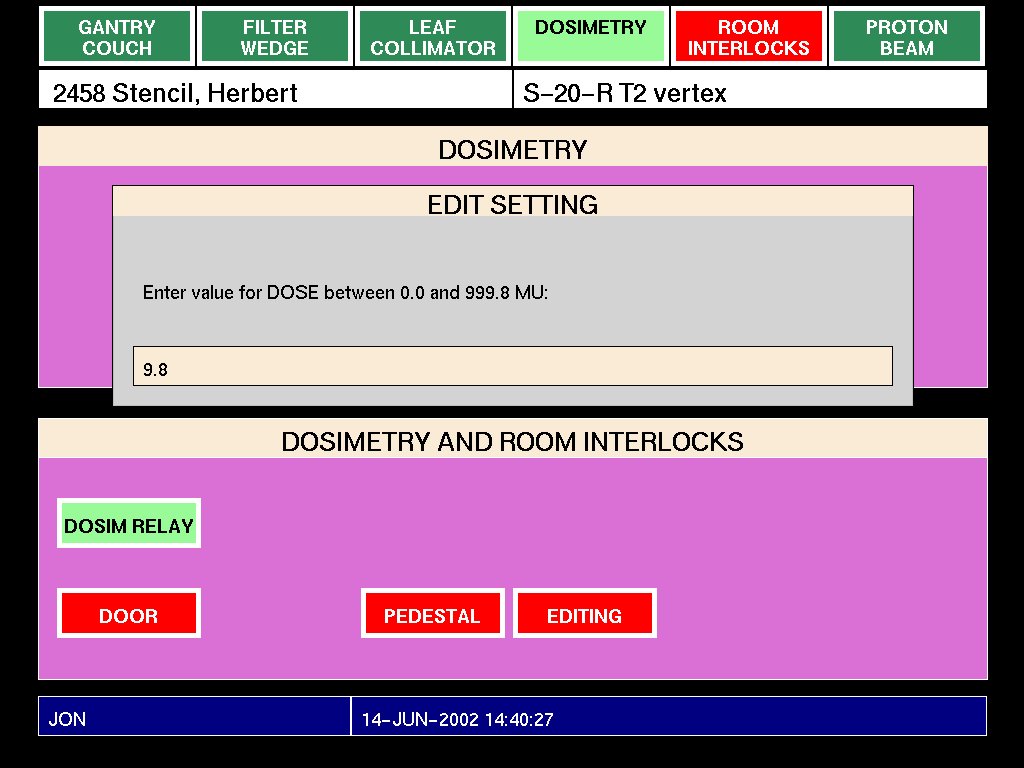 GANTRY COUCH
FILTER WEDGE
LEAF COLLIMATOR
DOSIMETRY
ROOM INTERLOCKS
PROTON BEAM
2458 Stencil, Herbert
S-20-R T2 vertex
DOSIMETRY
EDIT SETTING
Enter value for DOSE between 0.0 and 999.8 MU:
9.8
DOSIMETRY AND ROOM INTERLOCKS
DOSIM RELAY
DOOR
PEDESTAL
EDITING
JON
14-JUN-2002 14:40:27